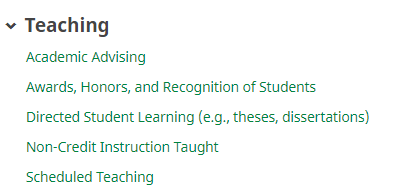 Teaching
Academic Advising
Awards, Honors, and Recognition of Students
Directed Student Learning (e.g., theses, dissertations)
Non-Credit Instruction Taught
Scheduled Teaching